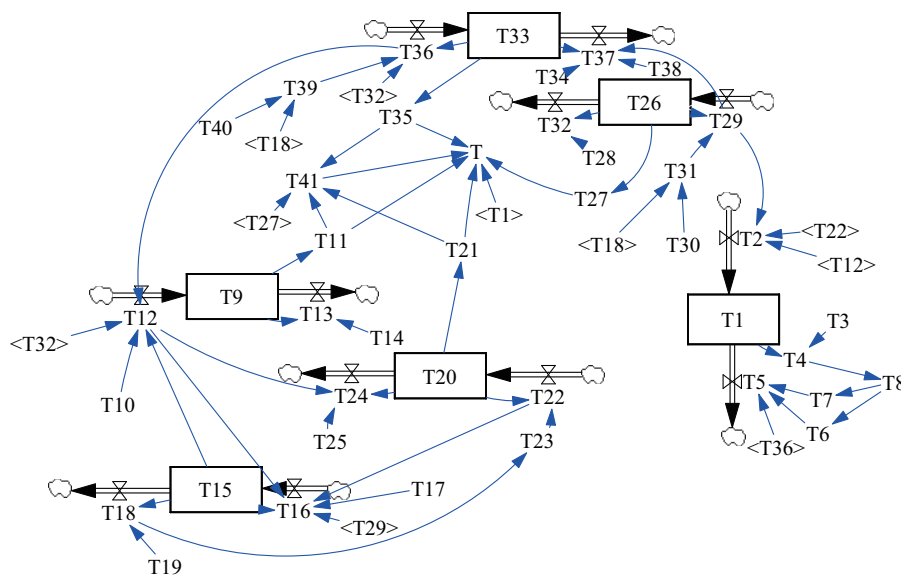 T33
T36
T37
T34
T38
T39
<T32>
T26
T40
T35
T32
T29
<T18>
T28
T
T31
T41
T27
<T27>
<T1>
T11
T21
<T18>
T30
T2
<T22>
<T12>
T9
T12
T13
T14
<T32>
T1
T3
T4
T10
T20
T24
T22
T5
T8
T7
T25
T23
T6
<T36>
T15
T17
T18
T16
<T29>
T19